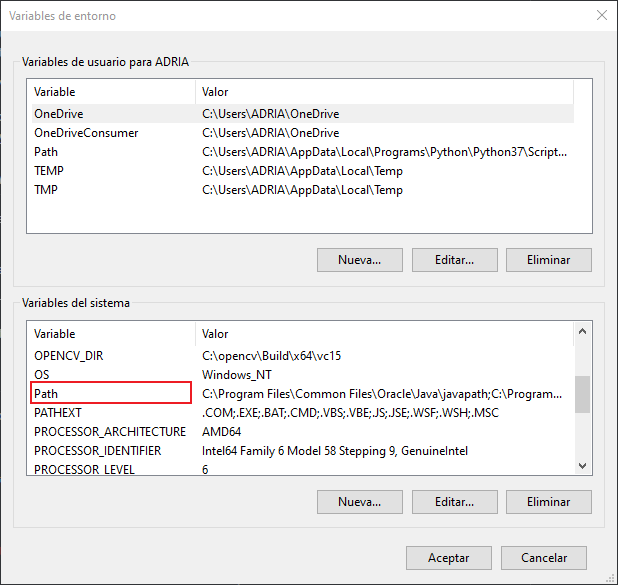 Variables de entorno
Variables de usuario para ADRIA
Variable Valor
OneDrive C:\Users\ADRIA\OneDrive
OneDriveConsumer C:\Users\ADRIA\OneDrive
Path C:\Users\ADRIA\AppData\Local\Programs\Python\Python37\Script...
TEMP C:\Users\ADRIA\AppData\Local\Temp
TMP C:\Users\ADRIA\AppData\Local\Temp
Nueva... Editar... Eliminar
Variables del sistema
Variable Valor
OPENCV_DIR C:\opencv\Build\x64\vc15
OS Windows_NT
Path C:\Program Files\Common Files\Oracle\Java\javapath;C:\Program...
PATHEXT .COM;.EXE;.BAT;.CMD;.VBS;.VBE;.JS;.JSE;.WSF;.WSH;.MSC
PROCESSOR_ARCHITECTURE AMD64
PROCESSOR_IDENTIFIER Intel64 Family 6 Model 58 Stepping 9, GenuineIntel
PROCESSOR_LEVEL 6
Nueva... Editar... Eliminar
Aceptar Cancelar